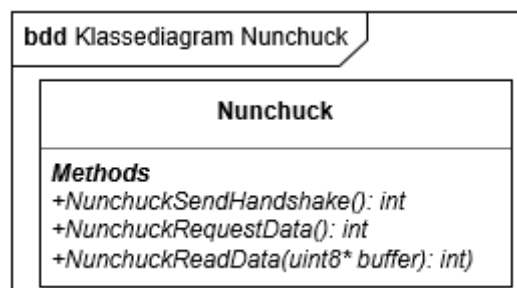 bdd Klassediagram Nunchuck
Nunchuck
Methods
+NunchuckSendHandshake(): int
+NunchuckRequestData(): int
+NunchuckReadData(uint8* buffer): int)